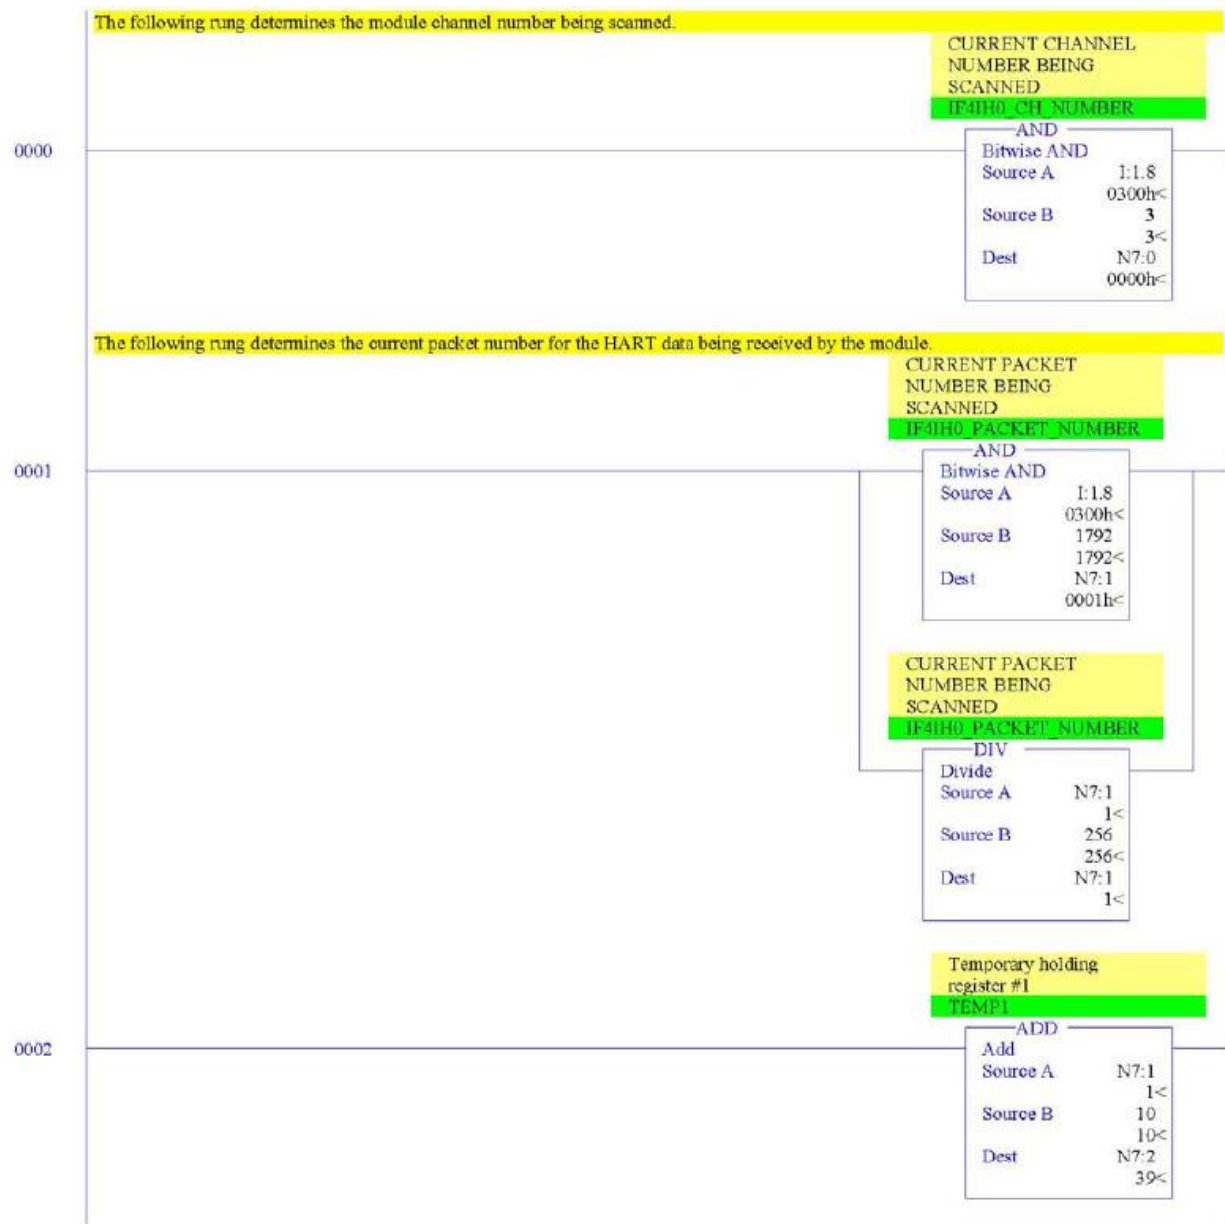 The following rung determines the module channel number being scanned.
CURRENT CHANNEL
NUMBER BEING
SCANNED
IF4IH0_CH_NUMBER
AND
0000
Bitwise AND
Source A I:1.8
0300h<
Source B 3
3<
Dest N7:0
0000h<
The following rung determines the current packet number for the HART data being received by the module.
CURRENT PACKET
NUMBER BEING
SCANNED
IF4IH0_PACKET_NUMBER
AND
0001
Bitwise AND
Source A I:1.8
0300h<
Source B 1792
1792<
Dest N7:1
0001h<
CURRENT PACKET
NUMBER BEING
SCANNED
IF4IH0_PACKET_NUMBER
DIV
Divide
Source A N7:1
1<
Source B 256
256<
Dest N7:1
1<
Temporary holding
register #1
TEMP1
ADD
0002
Add
Source A N7:1
1<
Source B 10
10<
Dest N7:2
39<